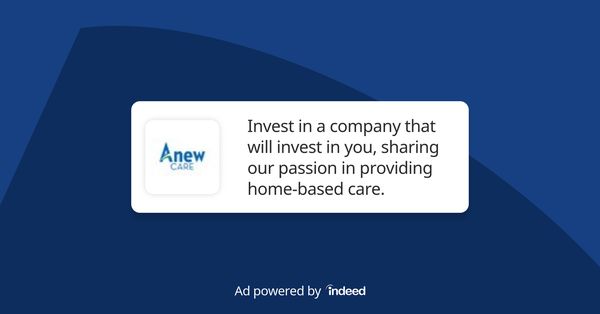 Anew
CARE
Invest in a company that
will invest in you, sharing
our passion in providing
home-based care.
Ad powered by indeed